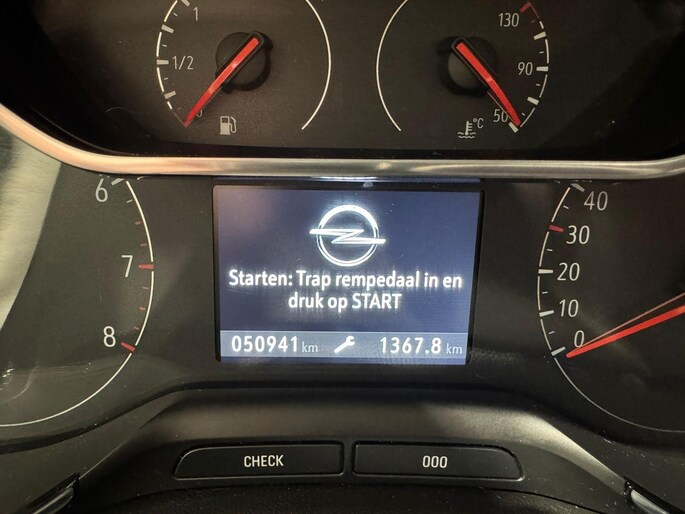 1
1/2
0
130
90
50
°C
6
7
8
Starten: Trap rempedaal in en
druk op START
050941 km
1367.8 km
40
30
20
10
0
CHECK
000